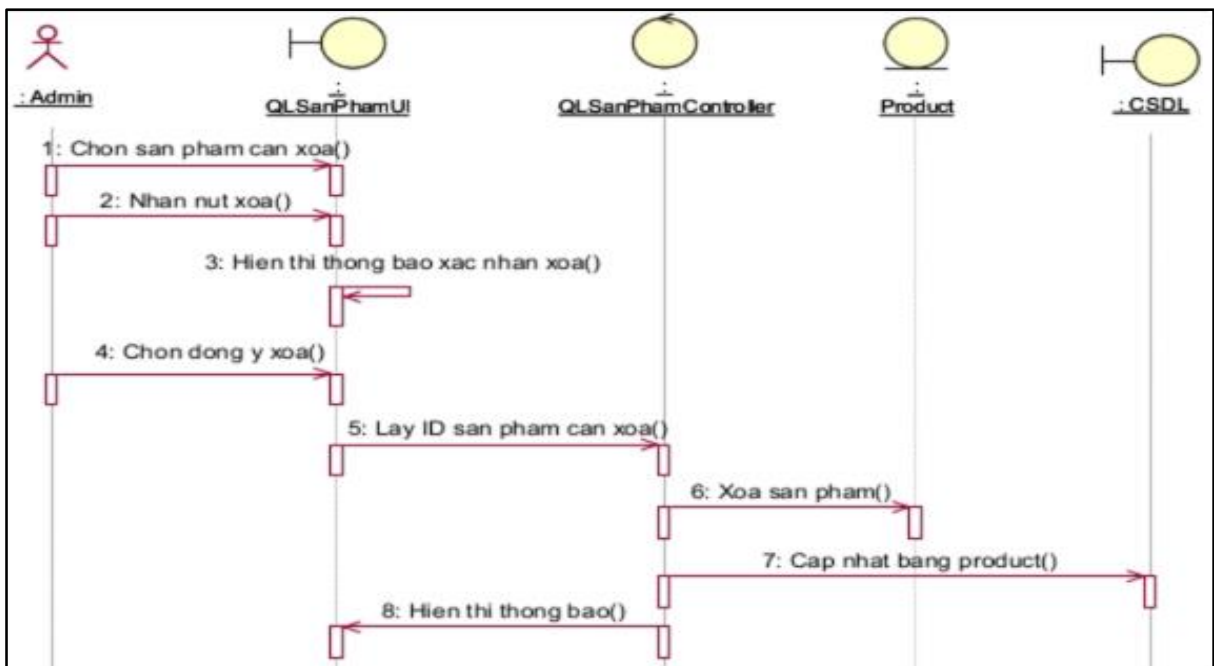 : Admin
:
QLSanPhamUI
:
QLSanPhamController
:
Product
: CSDL
1: Chon san pham can xoa()
2: Nhan nut xoa()
3: Hien thi thong bao xac nhan xoa()
4: Chon dong y xoa()
5: Lay ID san pham can xoa()
6: Xoa san pham()
7: Cap nhat bang product()
8: Hien thi thong bao()